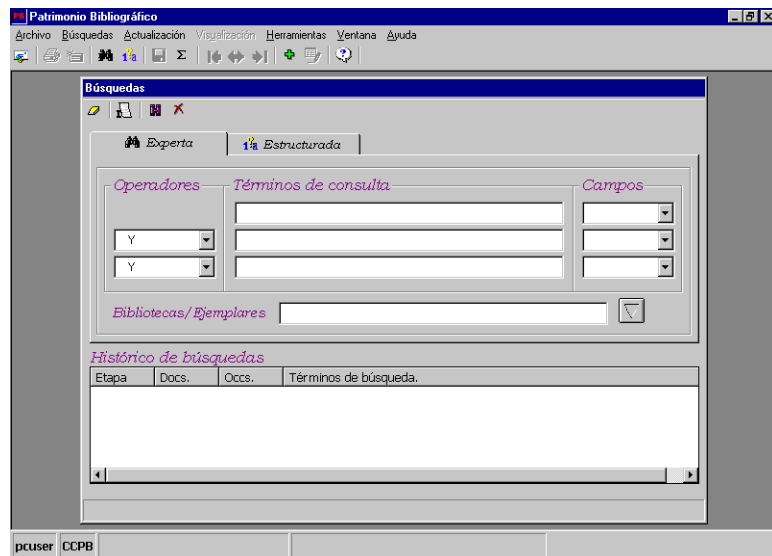 PB Patrimonio Bibliográfico
Archivo Búsquedas Actualización Visualización Herramientas Ventana Ayuda
Búsquedas
Experta
Estructurada
Operadores Términos de consulta Campos
Y
Y
Bibliotecas/Ejemplares
Histórico de búsquedas
Etapa Docs. Occs. Términos de búsqueda.
pcuser CCPB